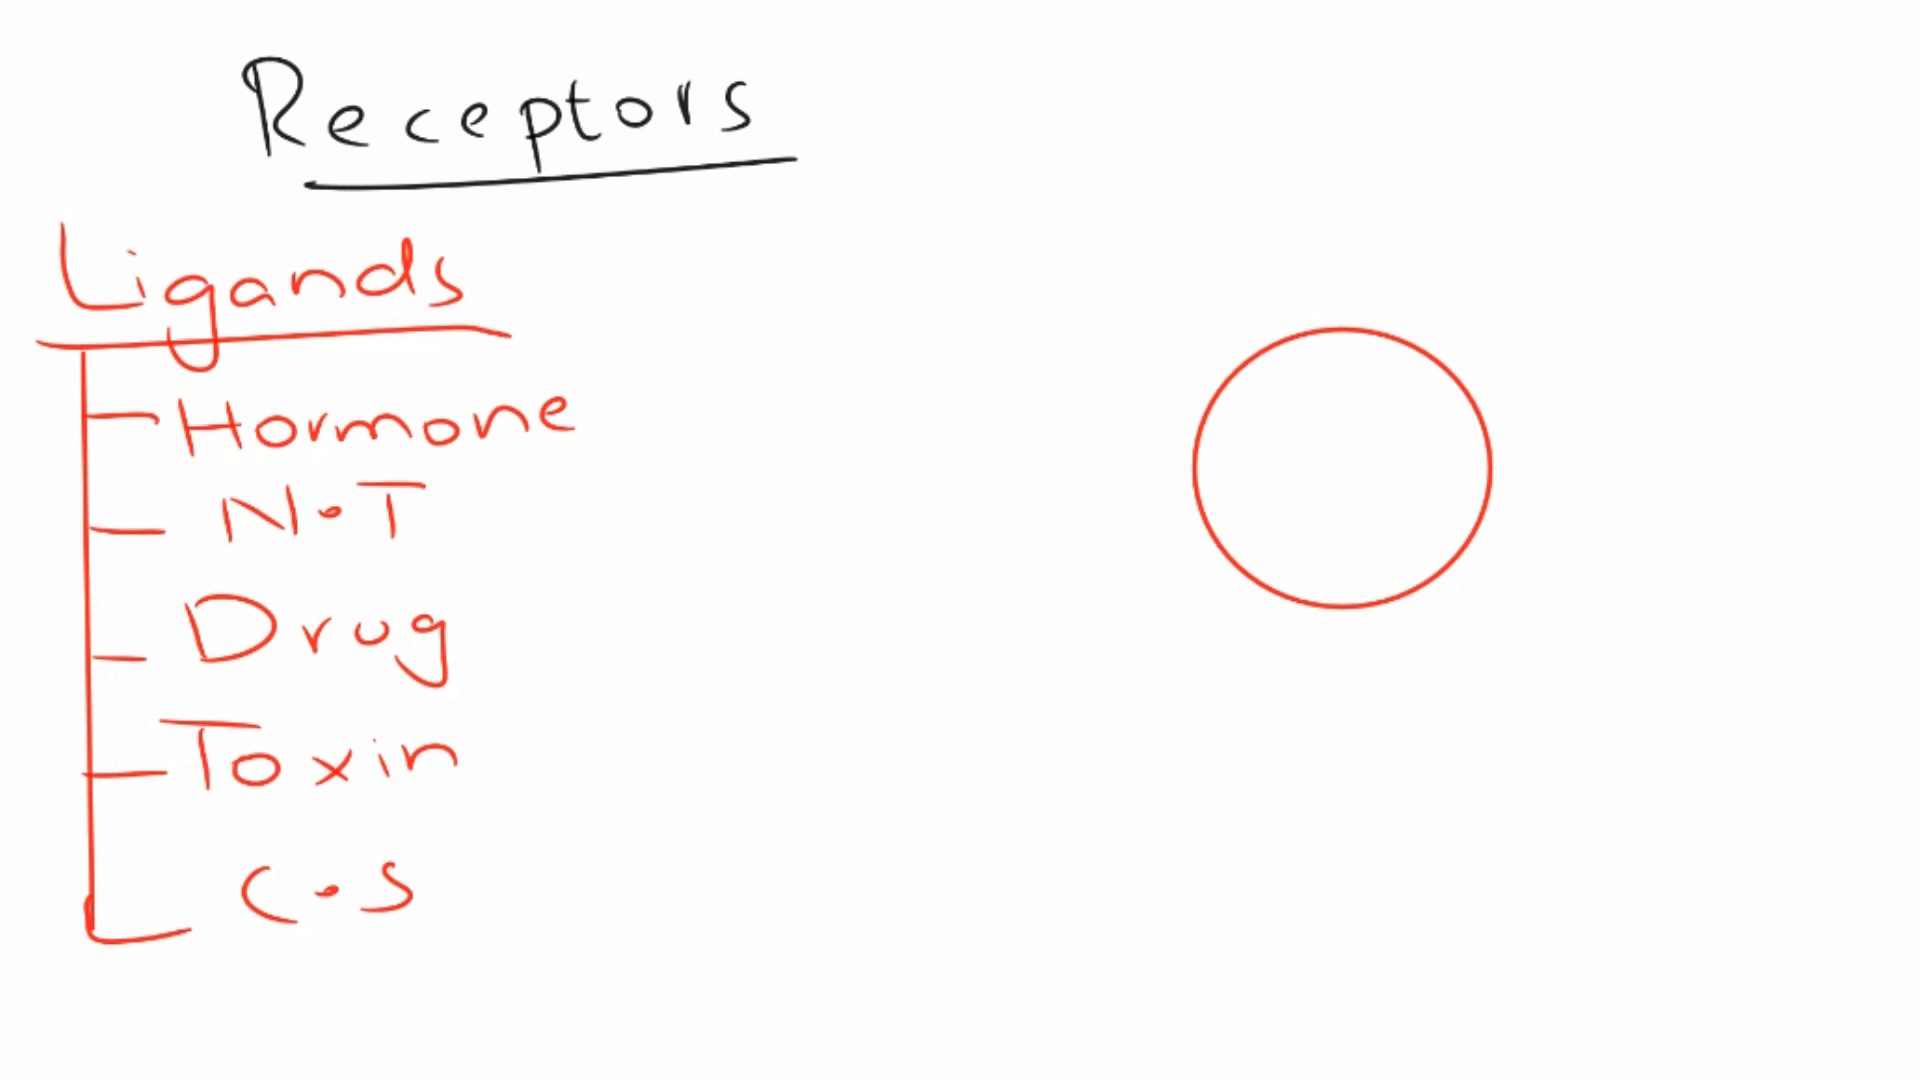 Receptors
Ligands
Hormone
N.T
Drug
Toxin
C.S